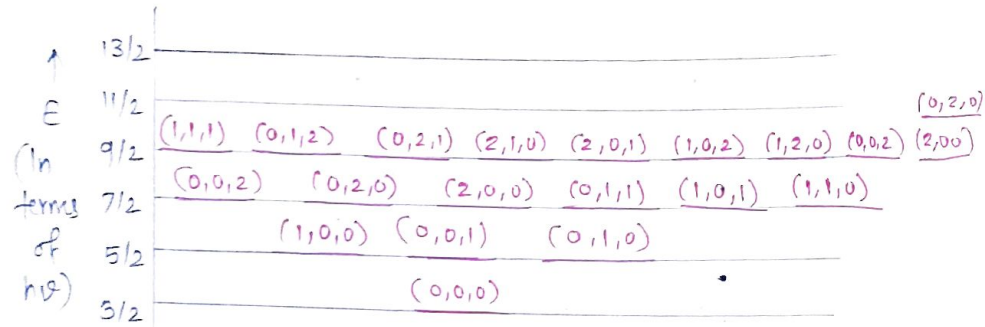 13/2
↑ 11/2 (0,2,0)
E (1,1,1) (0,1,2) (0,2,1) (2,1,0) (2,0,1) (1,0,2) (1,2,0) (0,0,2) (2,00)
(In 9/2
(0,0,2) (0,2,0) (2,0,0) (0,1,1) (1,0,1) (1,1,0)
terms 7/2
(1,0,0) (0,0,1) (0,1,0)
of 5/2
hν) (0,0,0)
3/2